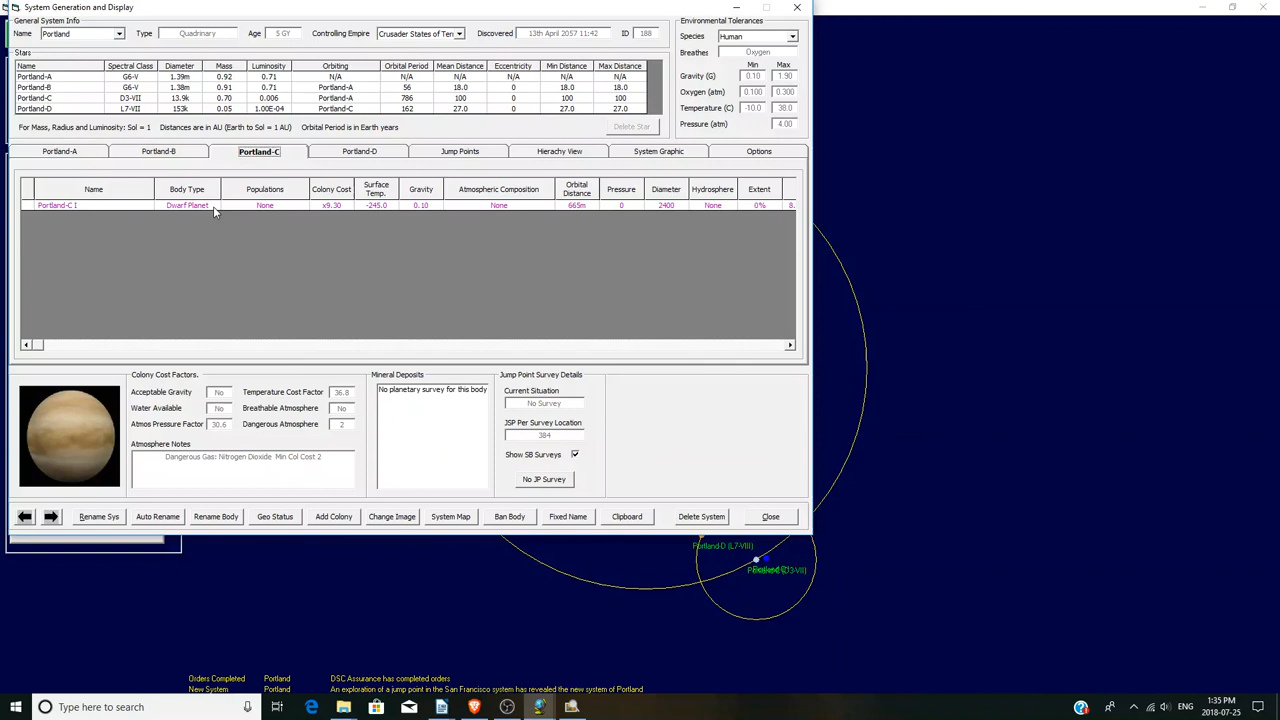 System Generation and Display
General System Info
Name Portland Type Quadrinary Age 5 GY Controlling Empire Crusader States of Terr Discovered 13th April 2057 11:42 ID 188
Stars
Name Spectral Class Diameter Mass Luminosity Orbiting Orbital Period Mean Distance Eccentricity Min Distance Max Distance
Portland-A G6-V 1.39m 0.92 0.71 N/A N/A N/A N/A N/A N/A
Portland-B G6-V 1.38m 0.91 0.71 Portland-A 56 18.0 0 18.0 18.0
Portland-C D3-VII 13.9k 0.70 0.006 Portland-A 786 100 0 100 100
Portland-D L7-VII 153k 0.05 1.00E-04 Portland-C 162 27.0 0 27.0 27.0
For Mass, Radius and Luminosity: Sol = 1 Distances are in AU (Earth to Sol = 1 AU) Orbital Period is in Earth years Delete Star
Environmental Tolerances
Species Human
Breathes Oxygen
Min Max
Gravity (G) 0.10 1.90
Oxygen (atm) 0.100 0.300
Temperature (C) -10.0 38.0
Pressure (atm) 4.00
Portland-A Portland-B Portland-C Portland-D Jump Points Hierachy View System Graphic Options
Name Body Type Populations Colony Cost Surface Temp. Gravity Atmospheric Composition Orbital Distance Pressure Diameter Hydrosphere Extent
Portland-C I Dwarf Planet None x9.30 -245.0 0.10 None 665m 0 2400 None 0% 8.
Colony Cost Factors.
Acceptable Gravity No Temperature Cost Factor 36.8
Water Available No Breathable Atmosphere No
Atmos Pressure Factor 30.6 Dangerous Atmosphere 2
Atmosphere Notes
Dangerous Gas: Nitrogen Dioxide Min Col Cost 2
Mineral Deposits
No planetary survey for this body
Jump Point Survey Details
Current Situation
No Survey
JSP Per Survey Location
384
Show SB Surveys
No JP Survey
Rename Sys Auto Rename Rename Body Geo Status Add Colony Change Image System Map Ban Body Fixed Name Clipboard Delete System Close
Portland-D (L7-VII)
Orders Completed Portland DSC Assurance has completed orders
New System Portland An exploration of a jump point in the San Francisco system has revealed the new system of Portland
Type here to search
ENG
1:35 PM
2018-07-25